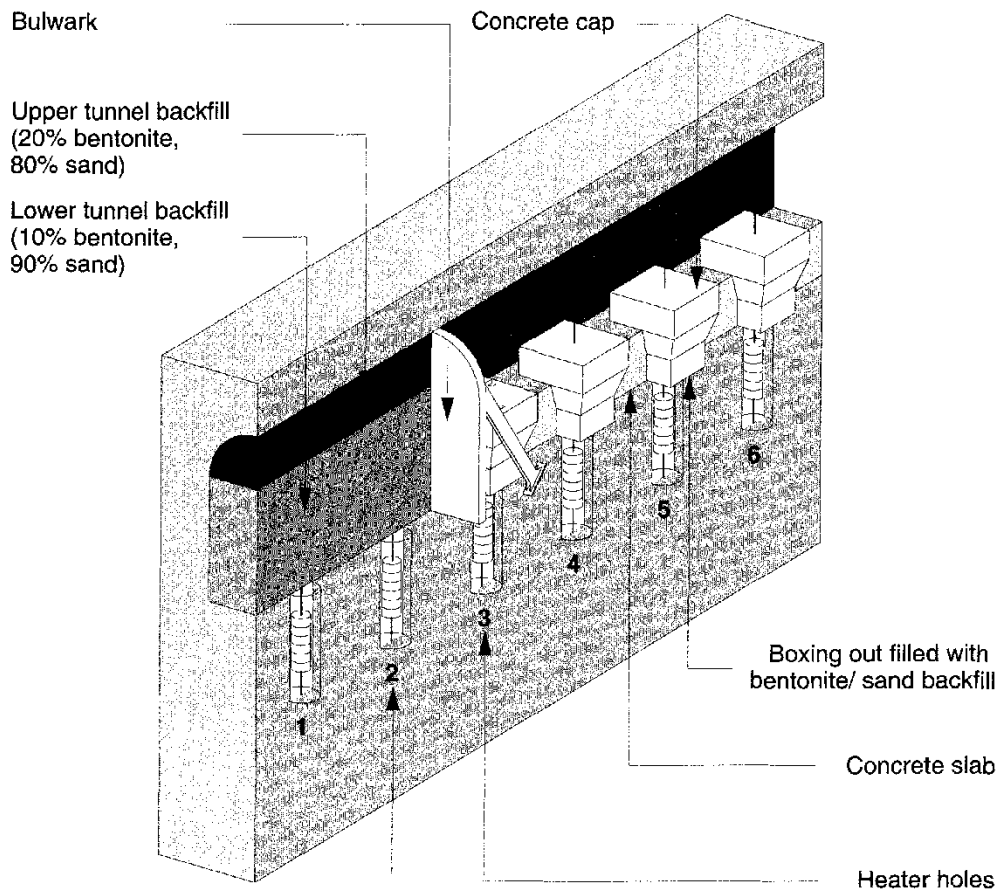 Bulwark
Concrete cap
Upper tunnel backfill
(20% bentonite,
80% sand)
Lower tunnel backfill
(10% bentonite,
90% sand)
6
5
4
3
2
1
Boxing out filled with
bentonite/ sand backfill
Concrete slab
Heater holes